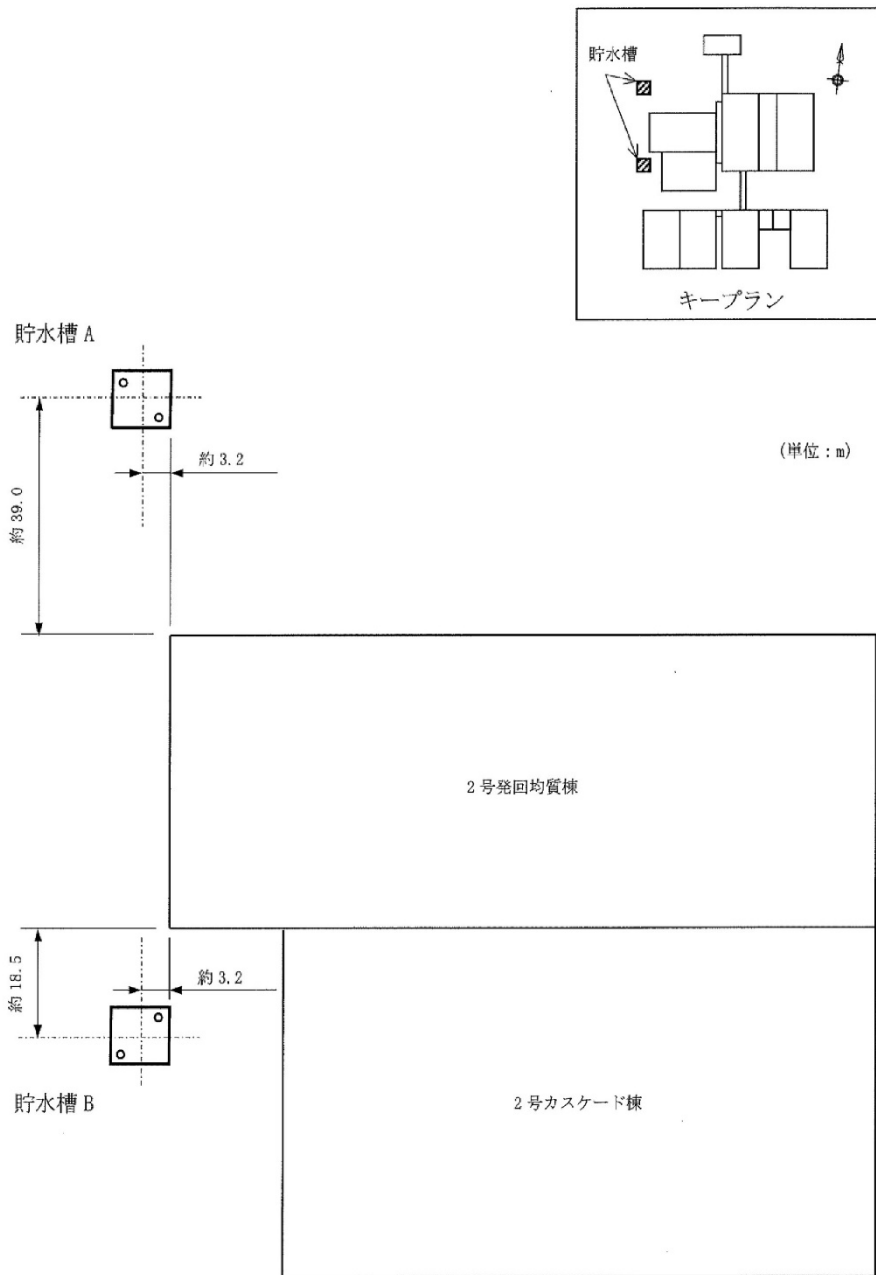 貯水槽
キープラン
貯水槽 A
(単位：m)
約 3.2
約 39.0
2 号発回均質棟
約 18.5
約 3.2
貯水槽 B
2 号カスケード棟